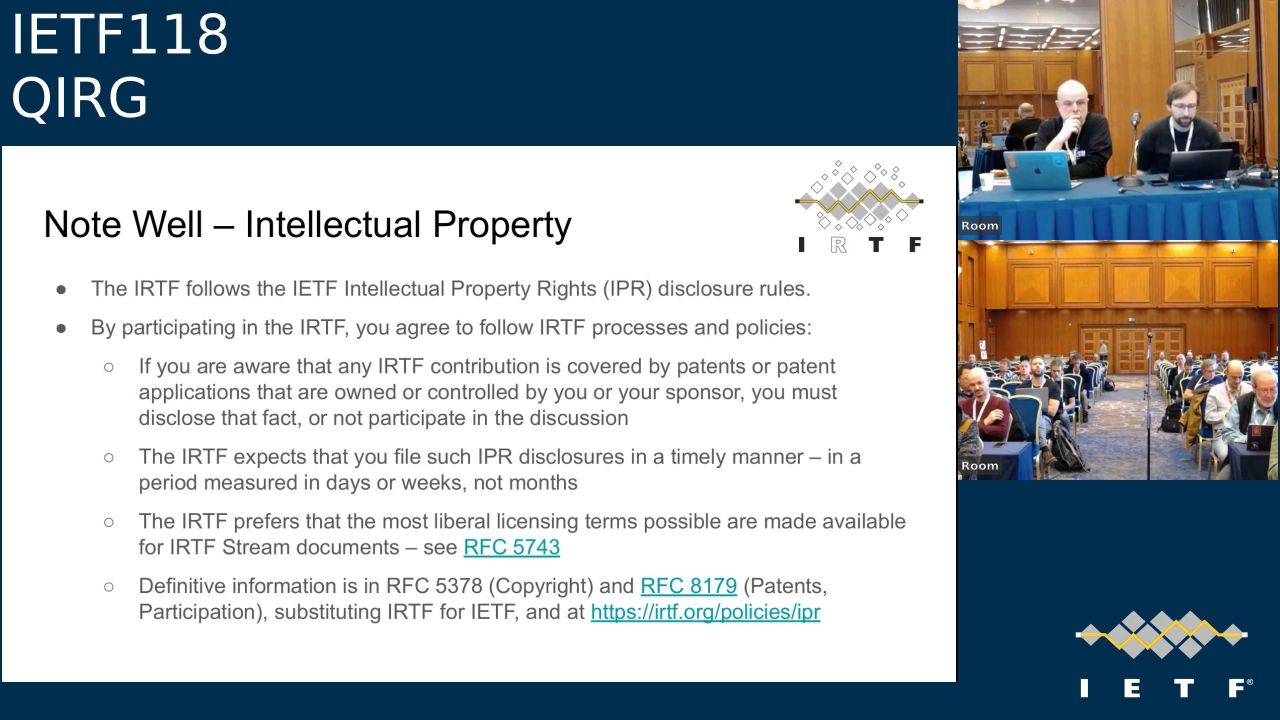 IETF118
QIRG
Note Well – Intellectual Property
I R T F
● The IRTF follows the IETF Intellectual Property Rights (IPR) disclosure rules.
● By participating in the IRTF, you agree to follow IRTF processes and policies:
○ If you are aware that any IRTF contribution is covered by patents or patent
applications that are owned or controlled by you or your sponsor, you must
disclose that fact, or not participate in the discussion
○ The IRTF expects that you file such IPR disclosures in a timely manner – in a
period measured in days or weeks, not months
○ The IRTF prefers that the most liberal licensing terms possible are made available
for IRTF Stream documents – see RFC 5743
○ Definitive information is in RFC 5378 (Copyright) and RFC 8179 (Patents,
Participation), substituting IRTF for IETF, and at https://irtf.org/policies/ipr
Room
Room
I E T F®